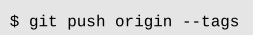 $ git push origin --tags